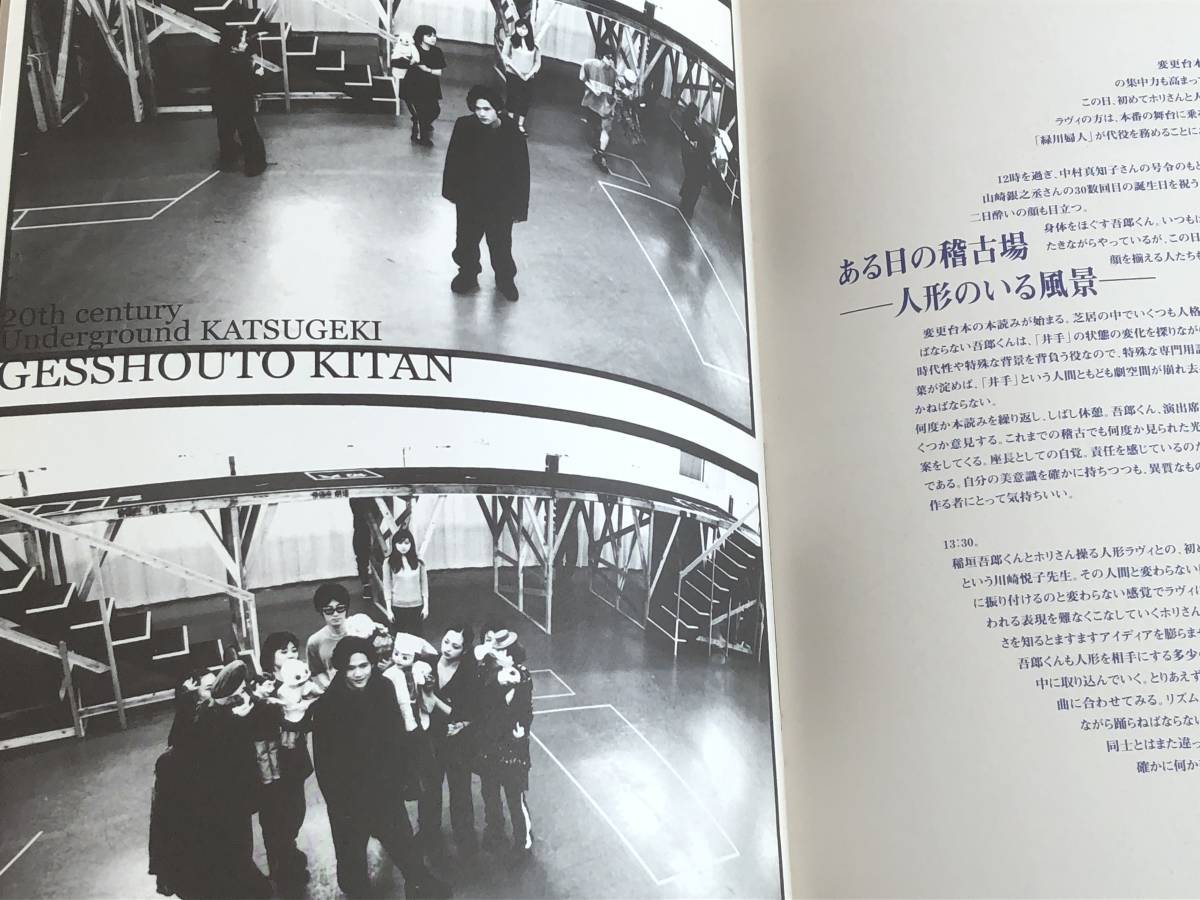 20th century
Underground KATSUGEKI
GESSHOUTO KITAN
変更台本
の集中力も高まって
この日、初めてホリさんと人
ラヴィの方は、本番の舞台に乗る
「緑川婦人」が代役を務めることに
12時を過ぎ、中村真知子さんの号令のもと
山崎銀之丞さんの30数回目の誕生日を祝う
二日酔いの顔も目立つ。
身体をほぐす吾郎くん。いつもは
たきながらやっているが、この日
顔を揃える人たちも
ある日の稽古場
――人形のいる風景――
変更台本の本読みが始まる。芝居の中でいくつも人格
ばならない吾郎くんは、「井手」の状態の変化を探りなが
時代性や特殊な背景を背負う役なので、特殊な専門用語
葉が淀めば、「井手」という人間ともども劇空間が崩れ去
かねばならない。
何度か本読みを繰り返し、しばし休憩。吾郎くん、演出席
くつか意見する。これまでの稽古でも何度か見られた光
案をしてくる。座長としての自覚。責任を感じているのだ
である。自分の美意識を確かに持ちつつも、異質なもの
作る者にとって気持ちいい。
13:30。
稲垣吾郎くんとホリさん操る人形ラヴィとの、初め
という川崎悦子先生。その人間と変わらない
に振り付けるのと変わらない感覚でラヴィに
われる表現を難なくこなしていくホリさん
さを知るとますますアイディアを膨らま
吾郎くんも人形を相手にする多少の
中に取り込んでいく。とりあえず
曲に合わせてみる。リズム
ながら踊らねばならない
同士とはまた違っ
確かに何か